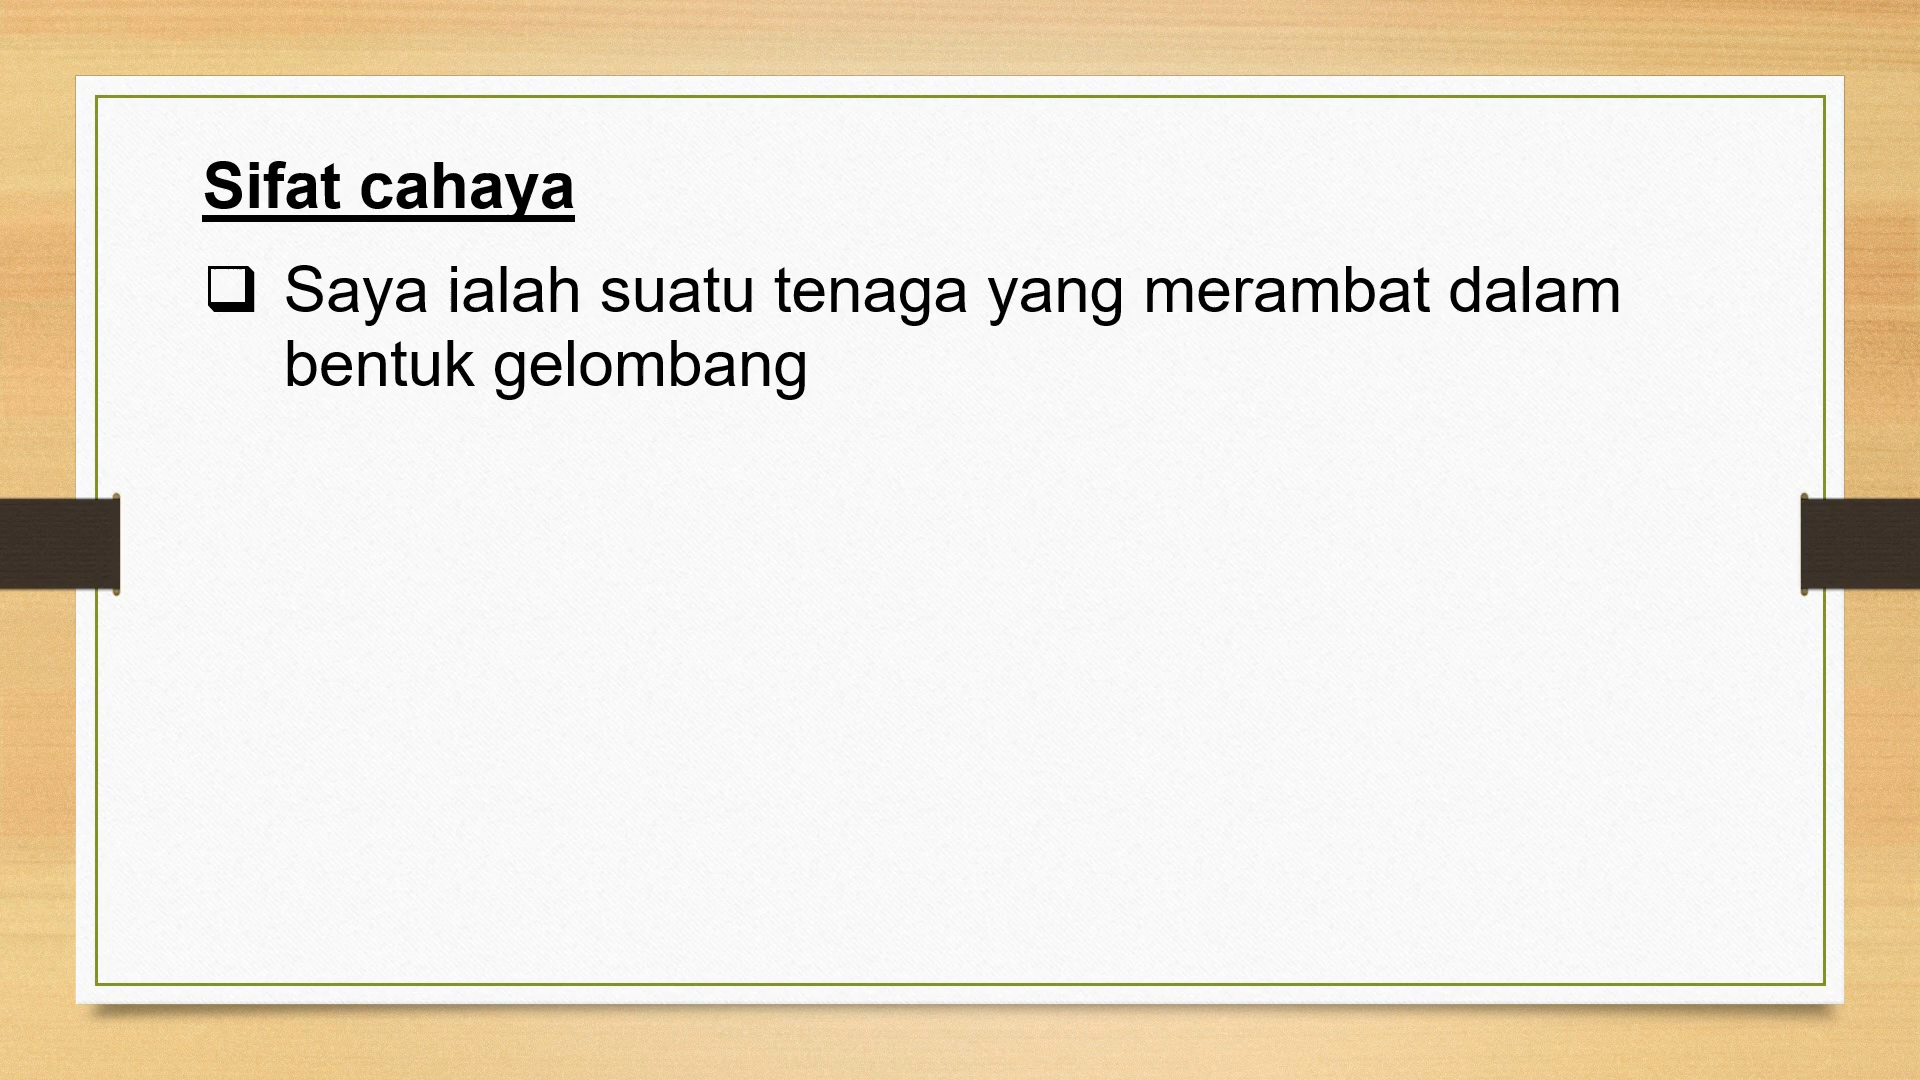 Sifat cahaya
❑ Saya ialah suatu tenaga yang merambat dalam
bentuk gelombang